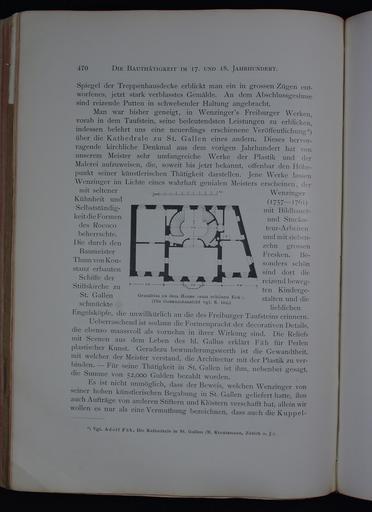 470 Die Bauthätigkeit im 17. und 18. Jahrhundert.
Spiegel der Treppenhausdecke erblickt man ein in grossen Zügen ent-
worfenes, jetzt stark verblasstes Gemälde. An dem Abschlussgesimse
sind reizende Putten in schwebender Haltung angebracht.
Man war bisher geneigt, in Wenzinger's Freiburger Werken,
vorab in dem Taufstein, seine bedeutendsten Leistungen zu erblicken,
indessen belehrt uns eine neuerdings erschienene Veröffentlichung*)
über die Kathedrale zu St. Gallen eines andern. Dieses hervor-
ragende kirchliche Denkmal aus dem vorigen Jahrhundert hat von
unserem Meister sehr umfangreiche Werke der Plastik und der
Malerei aufzuweisen, die, soweit bis jetzt bekannt, offenbar den Höhe-
punkt seiner künstlerischen Thätigkeit darstellen. Jene Werke lassen
Wenzinger im Lichte eines wahrhaft genialen Meisters erscheinen, der
mit seltener
Kühnheit und
Selbstständig-
keit die Formen
des Rococo
beherrschte.
Die durch den
Baumeister
Thum von Kon-
stanz erbauten
Schiffe der
Stiftskirche zu
St. Gallen
schmückte
Wenzinger
(1757—1761)
mit Bildhauer-
und Stucka-
teur-Arbeiten
und mit sieben-
zehn grossen
Fresken. Be-
sonders schön
sind dort die
reizend beweg-
ten Kinderge-
stalten und die
lieblichen
Grundriss zu dem Hause »zum schönen Eck«.
(Die Gesammtansicht vgl. S. 169.)
Engelsköpfe, die unwillkürlich an die des Freiburger Taufsteins erinnern.
Ueberraschend ist sodann die Formenpracht der decorativen Details,
die ebenso maassvoll als vornehm in ihrer Wirkung sind. Die Reliefs
mit Scenen aus dem Leben des hl. Gallus erklärt Fäh für Perlen
plastischer Kunst. Geradezu bewunderungswerth ist die Gewandtheit,
mit welcher der Meister verstand, die Architectur mit der Plastik zu ver-
binden. — Für seine Thätigkeit in St. Gallen ist ihm, nebenbei gesagt,
die Summe von 52,000 Gulden bezahlt worden.
Es ist nicht unmöglich, dass der Beweis, welchen Wenzinger von
seiner hohen künstlerischen Begabung in St. Gallen geliefert hatte, ihm
auch Aufträge von anderen Stiftern und Klöstern verschafft hat, allein wir
wollen es nur als eine Vermuthung bezeichnen, dass auch die Kuppel-
*) Vgl. Adolf Fäh, Die Kathedrale in St. Gallen